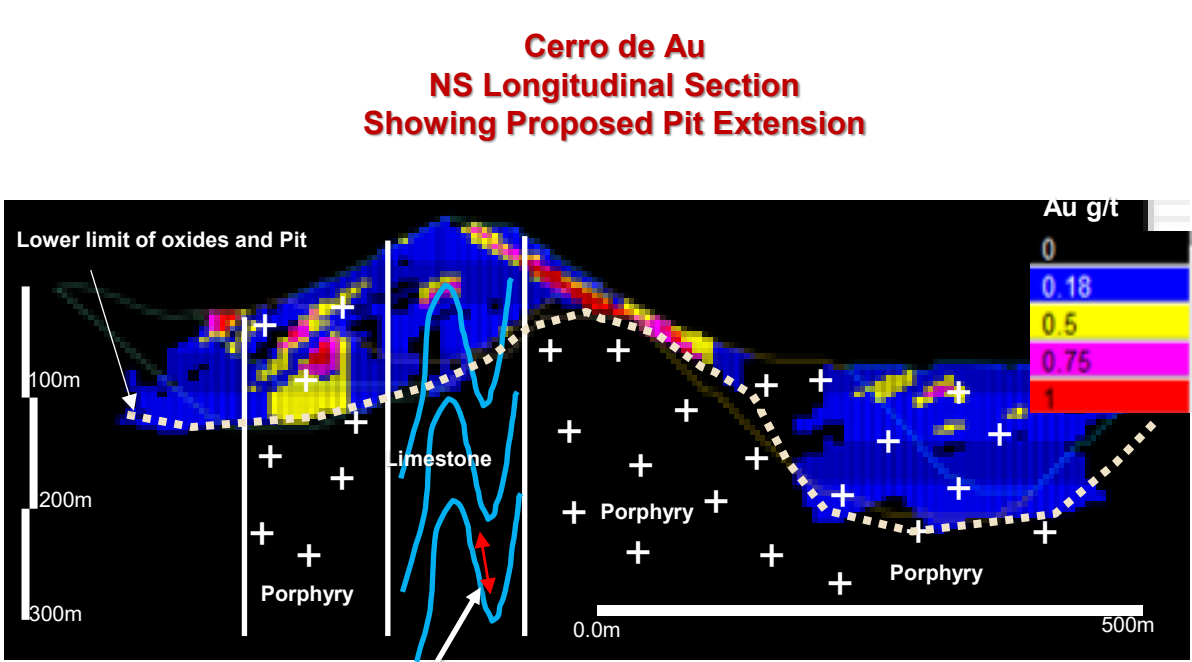 Cerro de Au
NS Longitudinal Section
Showing Proposed Pit Extension
Au g/t
Lower limit of oxides and Pit
0
0.18
0.5
0.75
1
100m
Limestone
200m
Porphyry
Porphyry
Porphyry
300m
0.0m
500m